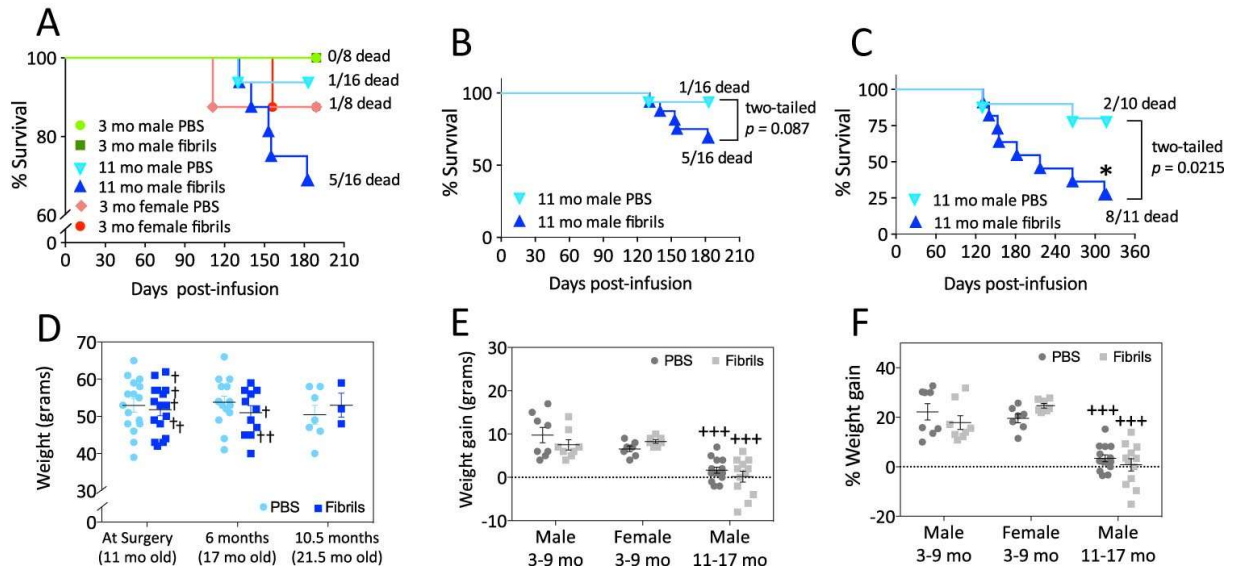 A
% Survival
100
80
60
0
0 30 60 90 120 150 180 210
Days post-infusion
0/8 dead
1/16 dead
1/8 dead
5/16 dead
3 mo male PBS
3 mo male fibrils
11 mo male PBS
11 mo male fibrils
3 mo female PBS
3 mo female fibrils
B
% Survival
100
75
50
25
0
0 30 60 90 120 150 180 210
Days post-infusion
1/16 dead
two-tailed
p = 0.087
5/16 dead
11 mo male PBS
11 mo male fibrils
C
% Survival
100
75
50
25
0
0 60 120 180 240 300 360
Days post-infusion
2/10 dead
two-tailed
p = 0.0215
*
8/11 dead
11 mo male PBS
11 mo male fibrils
D
Weight (grams)
70
60
50
40
30
0
†
†
†
†
†
†
† †
PBS Fibrils
At Surgery
(11 mo old)
6 months
(17 mo old)
10.5 months
(21.5 mo old)
E
Weight gain (grams)
30
20
10
0
-10
PBS Fibrils
+++ +++
Male
3-9 mo
Female
3-9 mo
Male
11-17 mo
F
% Weight gain
40
20
0
-20
PBS Fibrils
+++ +++
Male
3-9 mo
Female
3-9 mo
Male
11-17 mo